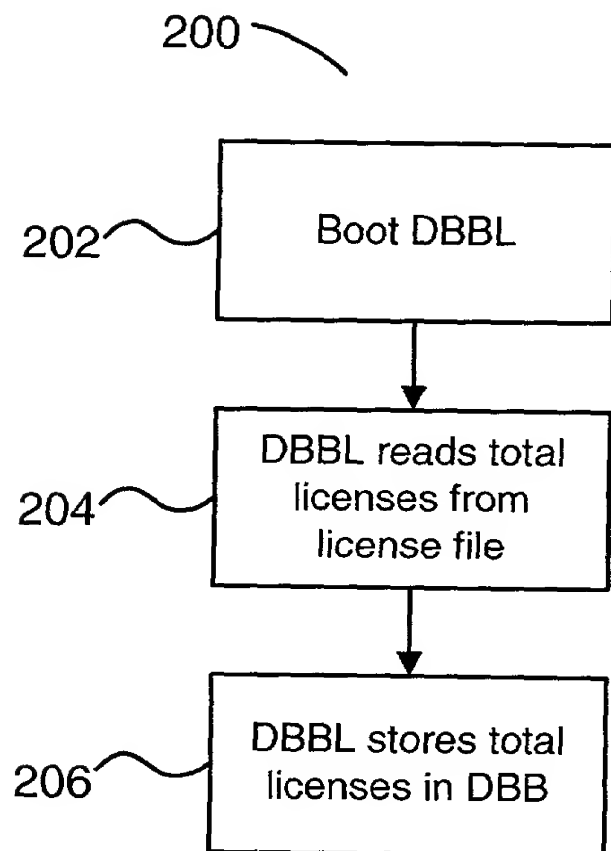 200
202
Boot DBBL
204
DBBL reads total
licenses from
license file
206
DBBL stores total
licenses in DBB